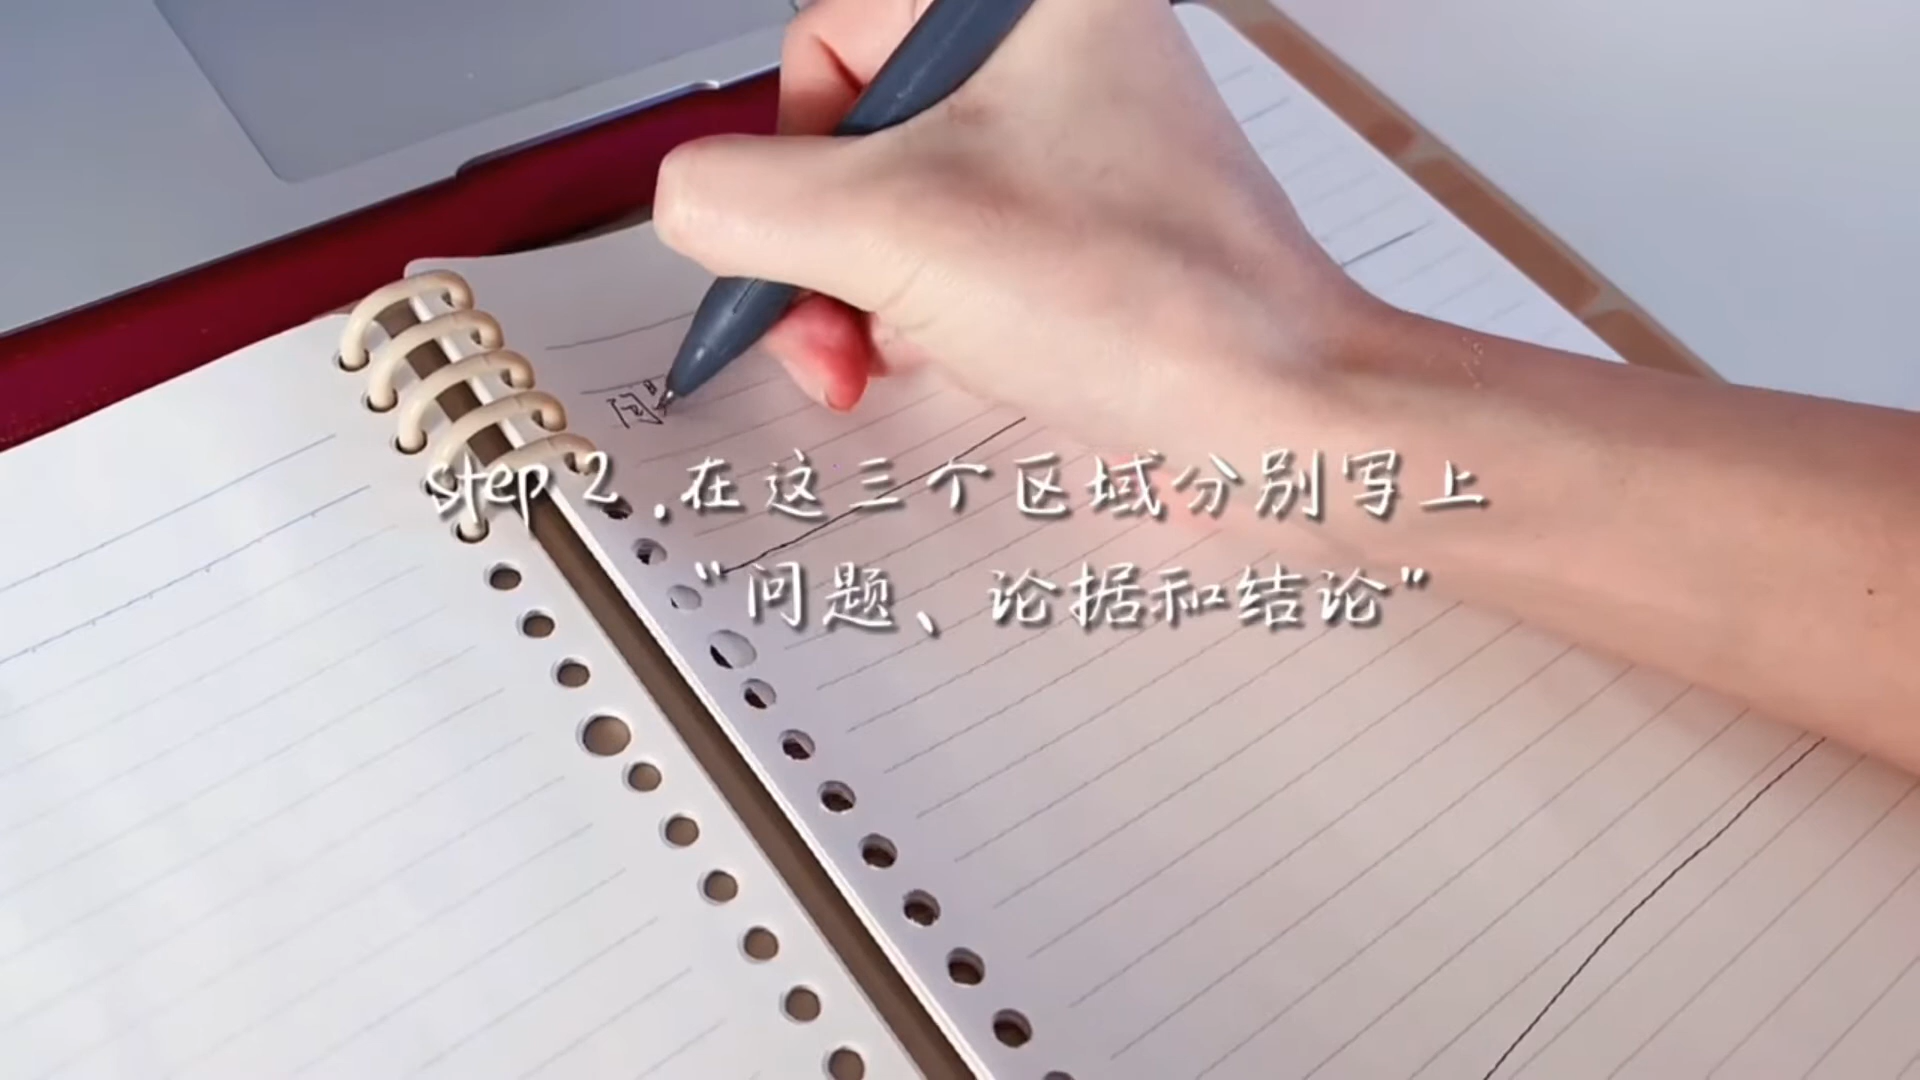 step 2 .在这三个区域分别写上
“问题、论据和结论”
问